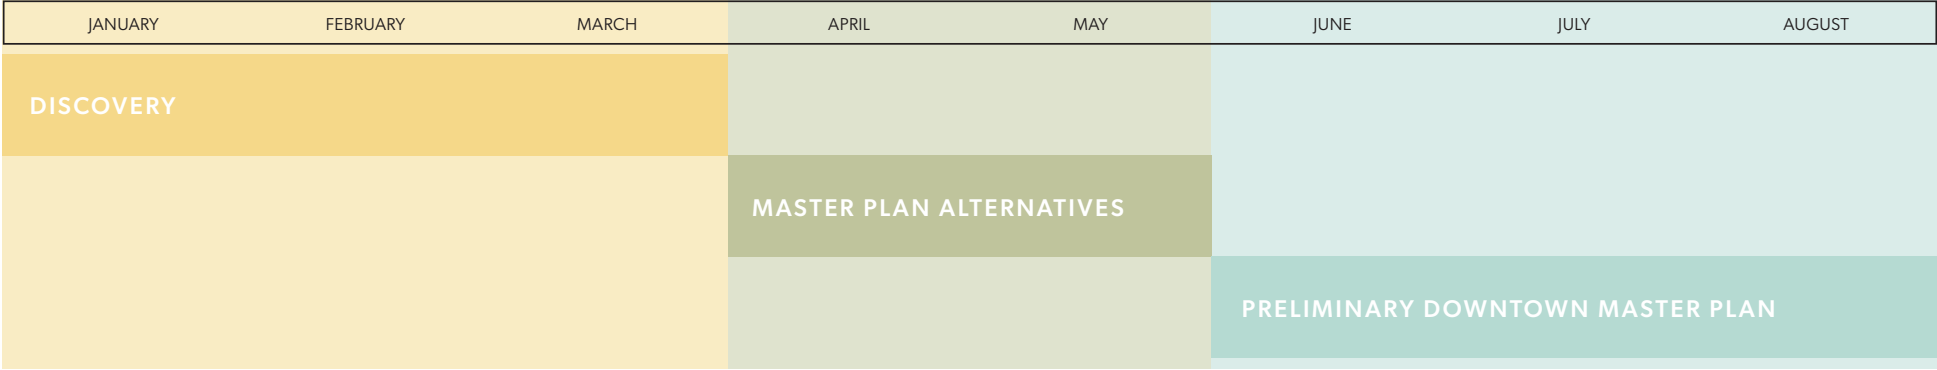 JANUARY FEBRUARY MARCH APRIL MAY JUNE JULY AUGUST
DISCOVERY
MASTER PLAN ALTERNATIVES
PRELIMINARY DOWNTOWN MASTER PLAN